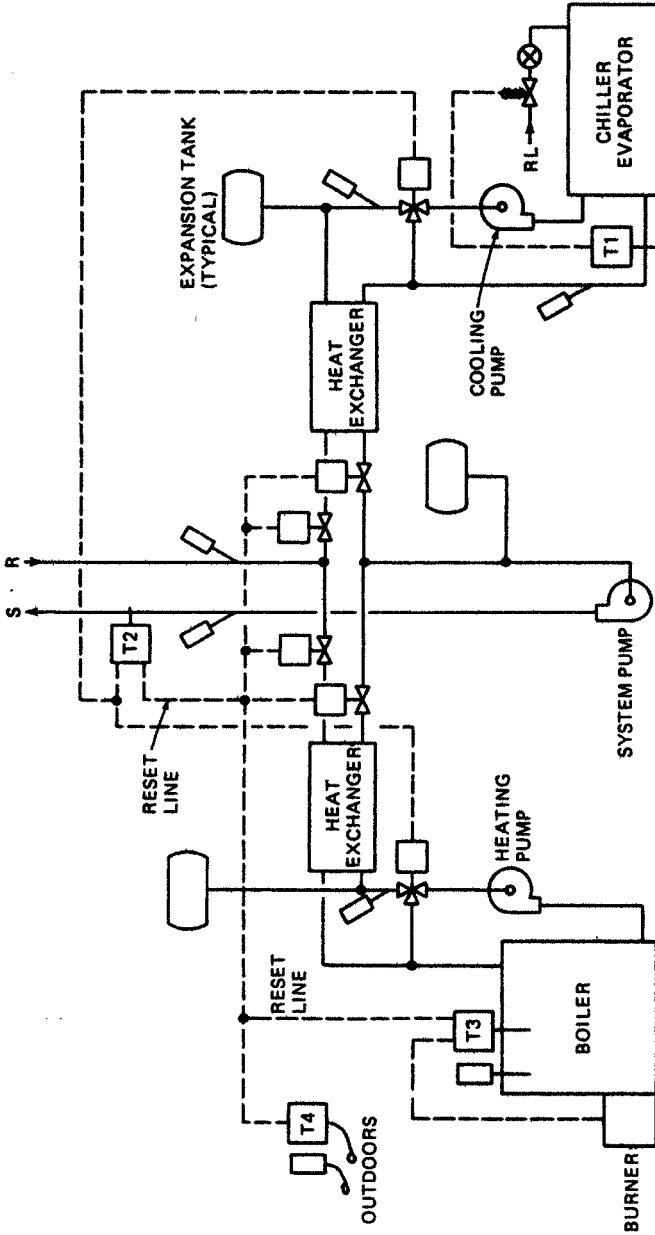 S
R
T2
RESET
LINE
EXPANSION TANK
(TYPICAL)
RL
CHILLER
EVAPORATOR
T1
HEAT
EXCHANGER
COOLING
PUMP
HEAT
EXCHANGER
SYSTEM PUMP
HEATING
PUMP
RESET
LINE
T3
BOILER
T4
OUTDOORS
BURNER